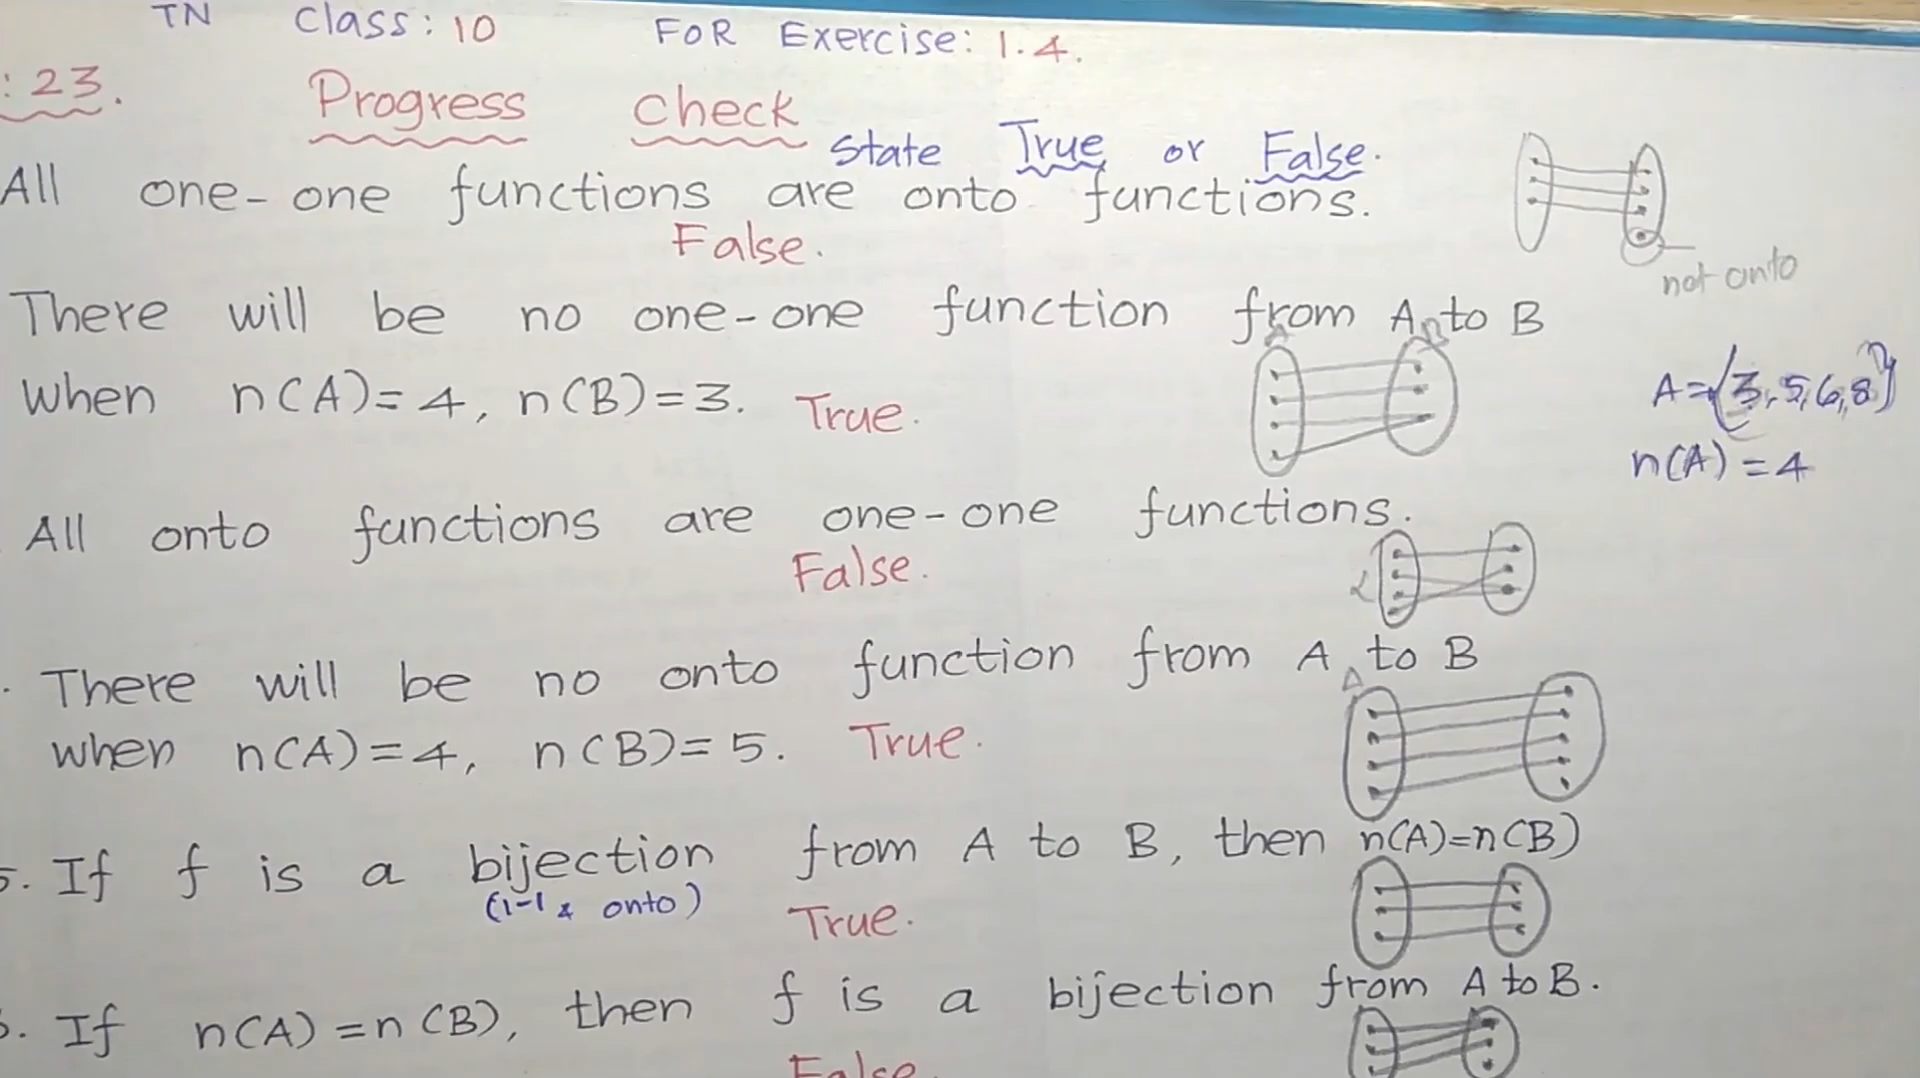 TN Class: 10 FOR Exercise: 1.4.
: 23. Progress Check
State True or False.
All one-one functions are onto functions.
False.
not onto
There will be no one-one function from A to B
When n(A)=4, n(B)=3. True.
A B
A={3,5,6,8}
n(A)=4
All onto functions are one-one functions.
False.
. There will be no onto function from A to B
when n(A)=4, n(B)=5. True.
A
5. If f is a bijection from A to B, then n(A)=n(B)
(1-1 & onto) True.
6. If n(A)=n(B), then f is a bijection from A to B.
False.